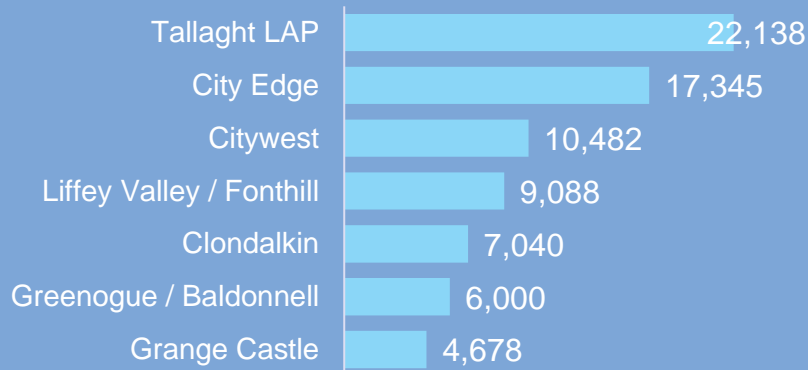 Tallaght LAP 22,138
City Edge 17,345
Citywest 10,482
Liffey Valley / Fonthill 9,088
Clondalkin 7,040
Greenogue / Baldonnell 6,000
Grange Castle 4,678